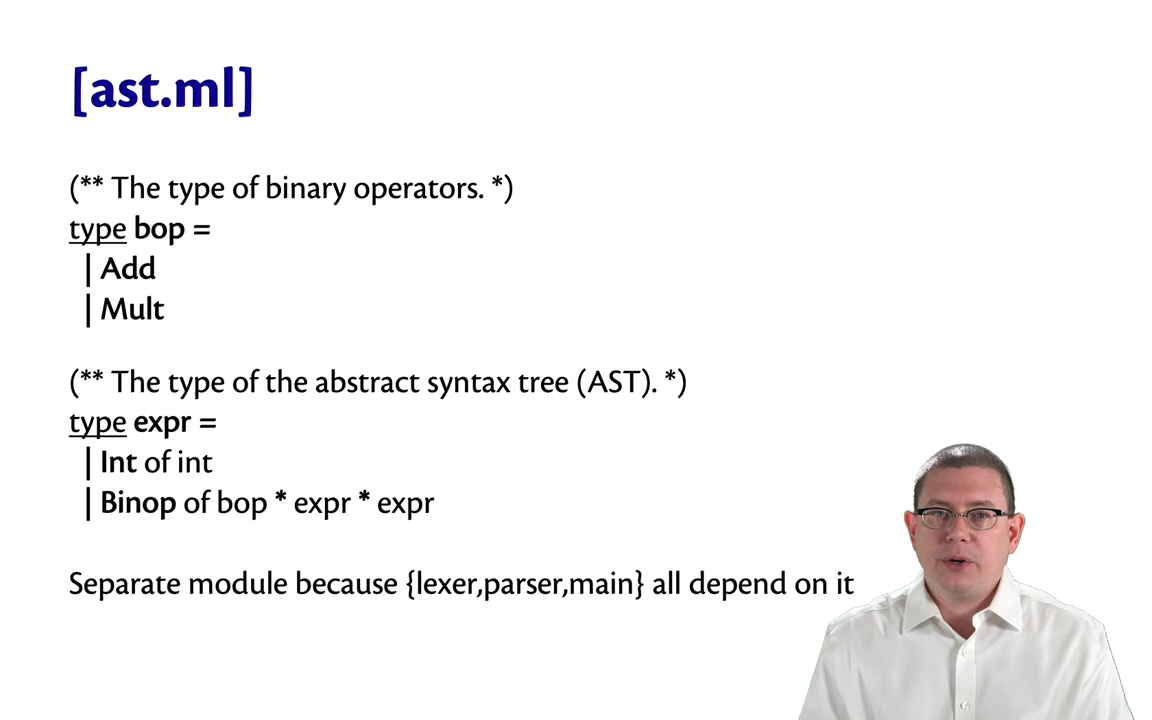 [ast.ml]
(** The type of binary operators. *)
type bop =
| Add
| Mult
(** The type of the abstract syntax tree (AST). *)
type expr =
| Int of int
| Binop of bop * expr * expr
Separate module because {lexer,parser,main} all depend on it